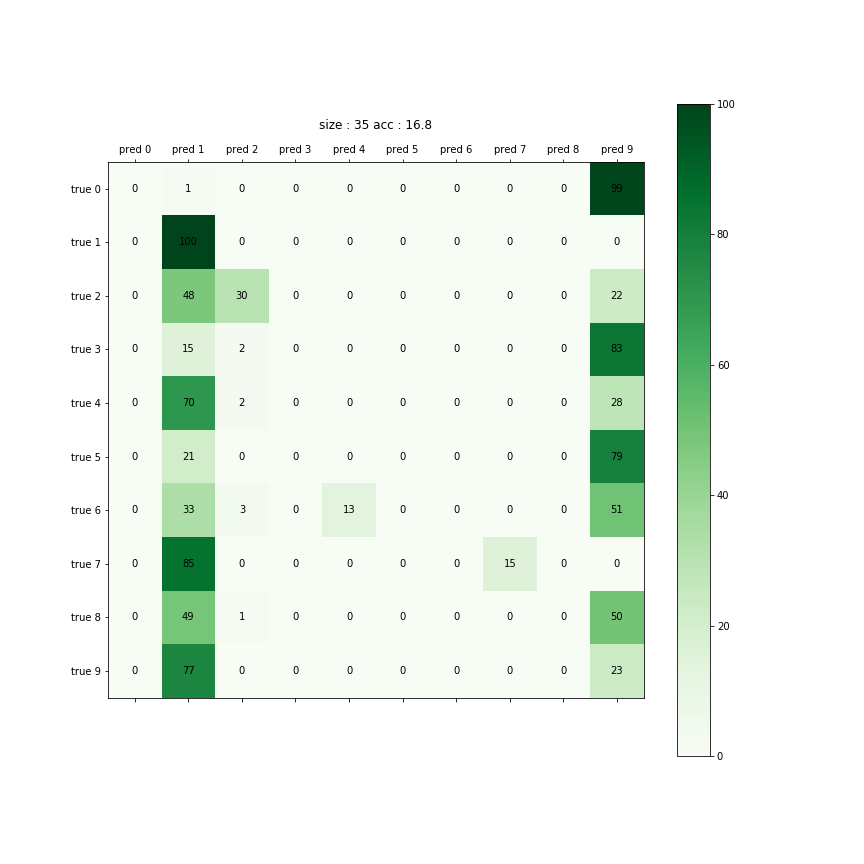 size : 35 acc : 16.8
pred 0 pred 1 pred 2 pred 3 pred 4 pred 5 pred 6 pred 7 pred 8 pred 9
true 0 0 1 0 0 0 0 0 0 0 99
true 1 0 100 0 0 0 0 0 0 0 0
true 2 0 48 30 0 0 0 0 0 0 22
true 3 0 15 2 0 0 0 0 0 0 83
true 4 0 70 2 0 0 0 0 0 0 28
true 5 0 21 0 0 0 0 0 0 0 79
true 6 0 33 3 0 13 0 0 0 0 51
true 7 0 85 0 0 0 0 0 15 0 0
true 8 0 49 1 0 0 0 0 0 0 50
true 9 0 77 0 0 0 0 0 0 0 23
100
80
60
40
20
0